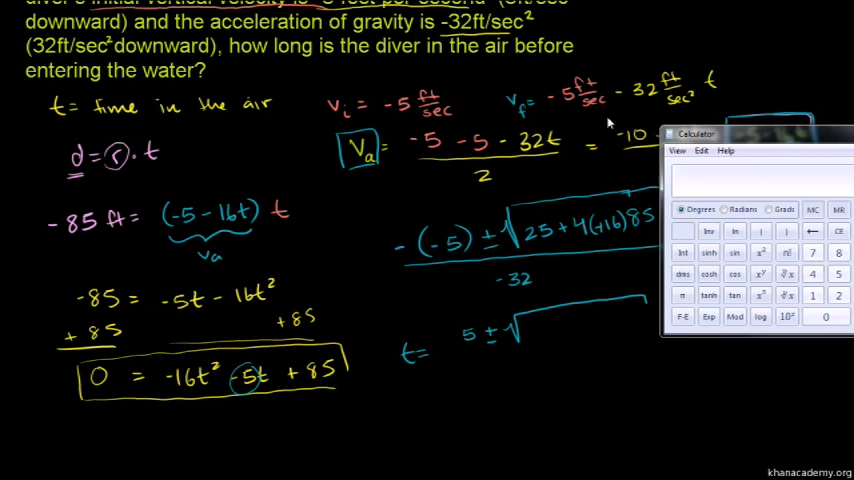 diver's initial vertical velocity is -5 feet per second (5ft/sec
downward) and the acceleration of gravity is -32ft/sec²
(32ft/sec² downward), how long is the diver in the air before
entering the water?
t = time in the air
v_i = -5 ft/sec
v_f = -5 ft/sec - 32 ft/sec² t
V_a = (-5 - 5 - 32t)/2 = -10
d = r · t
-85 ft = (-5 - 16t) t
v_a
-(-5) ± √25 + 4(+16)85
-32
-85 = -5t - 16t²
+85 +85
0 = -16t² -5t + 85
t = 5 ± √
Calculator
View Edit Help
Degrees Radians Grads MC MR
Inv ln ( ) ← CE
Int sinh sin x² n! 7 8
dms cosh cos xʸ ʸ√x 4 5
π tanh tan x³ ³√x 1 2
F-E Exp Mod log 10ˣ 0
khanacademy.org